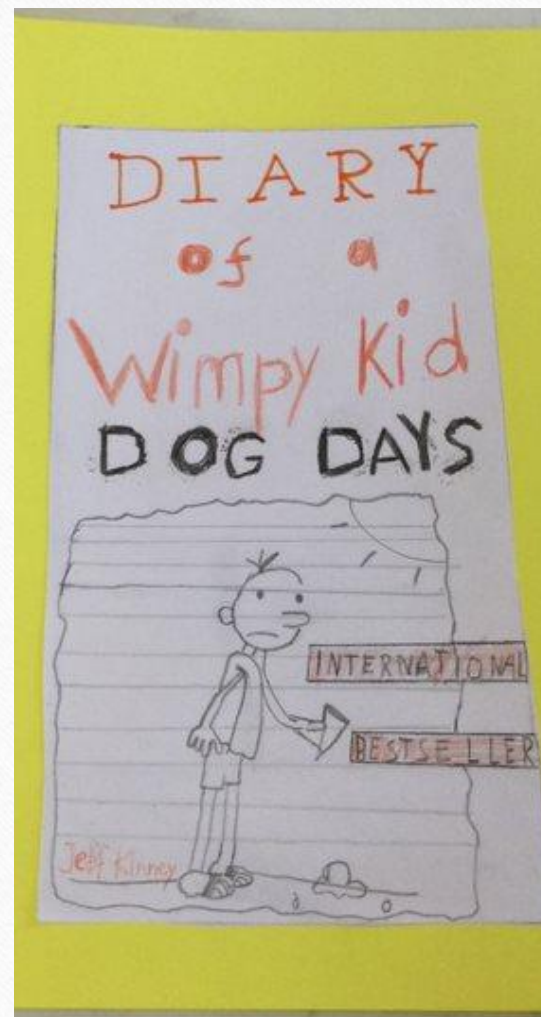 DIARY
of a
Wimpy Kid
DOG DAYS
INTERNATIONAL
BESTSELLER
Jeff Kinney